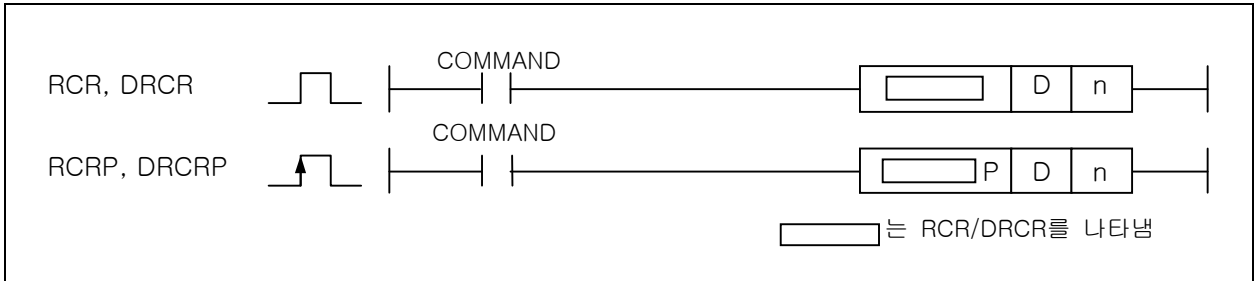 COMMAND
RCR, DRCR D n
COMMAND
RCRP, DRCRP P D n
는 RCR/DRCR를 나타냄